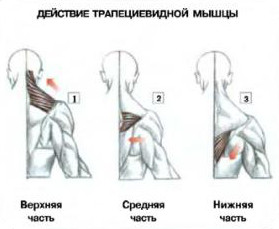 ДЕЙСТВИЕ ТРАПЕЦИЕВИДНОЙ МЫШЦЫ
1 2 3
Верхняя часть
Средняя часть
Нижняя часть